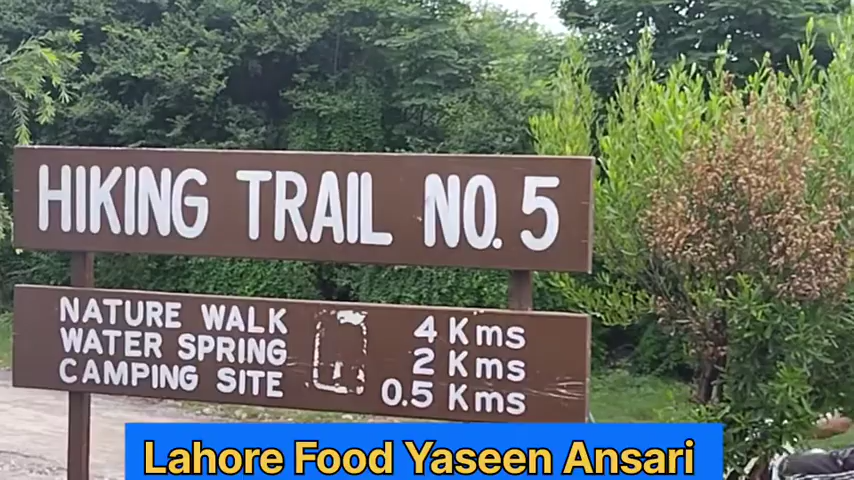 HIKING TRAIL NO. 5
NATURE WALK 4 Kms
WATER SPRING 2 Kms
CAMPING SITE 0.5 Kms
Lahore Food Yaseen Ansari